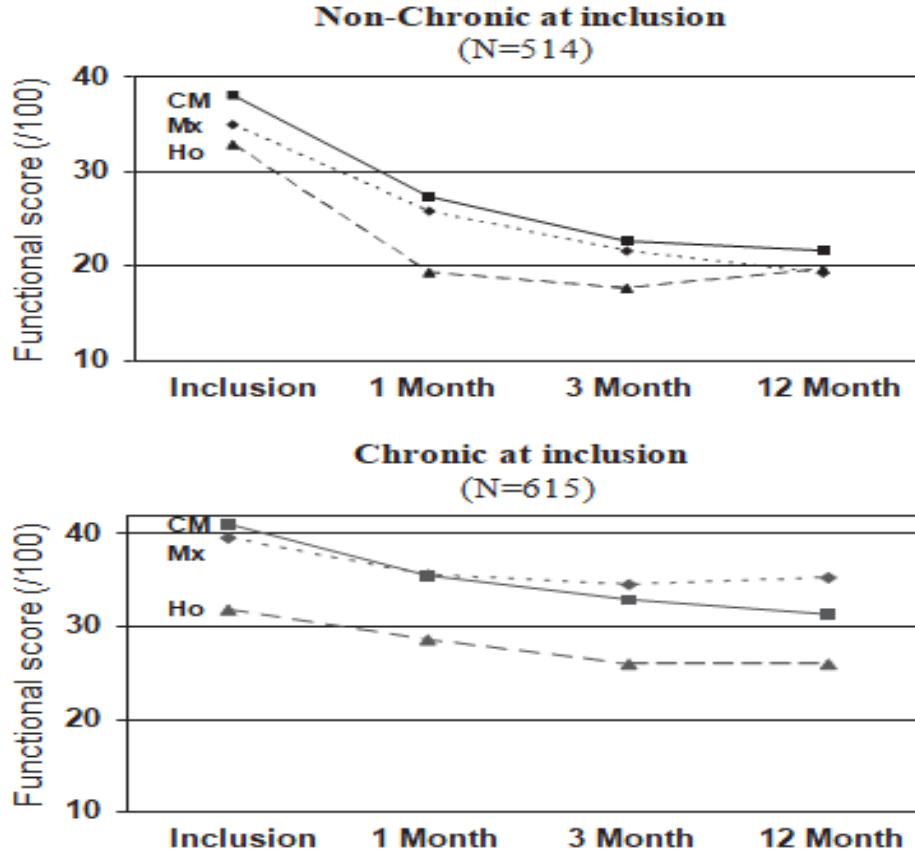 Non-Chronic at inclusion
(N=514)
Functional score (/100)
40
30
20
10
CM
Mx
Ho
Inclusion 1 Month 3 Month 12 Month
Chronic at inclusion
(N=615)
Functional score (/100)
40
30
20
10
CM
Mx
Ho
Inclusion 1 Month 3 Month 12 Month